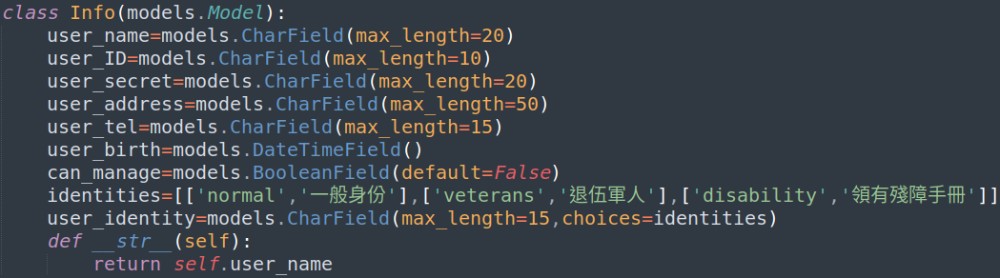 class Info(models.Model):
    user_name=models.CharField(max_length=20)
    user_ID=models.CharField(max_length=10)
    user_secret=models.CharField(max_length=20)
    user_address=models.CharField(max_length=50)
    user_tel=models.CharField(max_length=15)
    user_birth=models.DateTimeField()
    can_manage=models.BooleanField(default=False)
    identities=[['normal','一般身份'],['veterans','退伍軍人'],['disability','領有殘障手冊']]
    user_identity=models.CharField(max_length=15,choices=identities)
    def __str__(self):
        return self.user_name